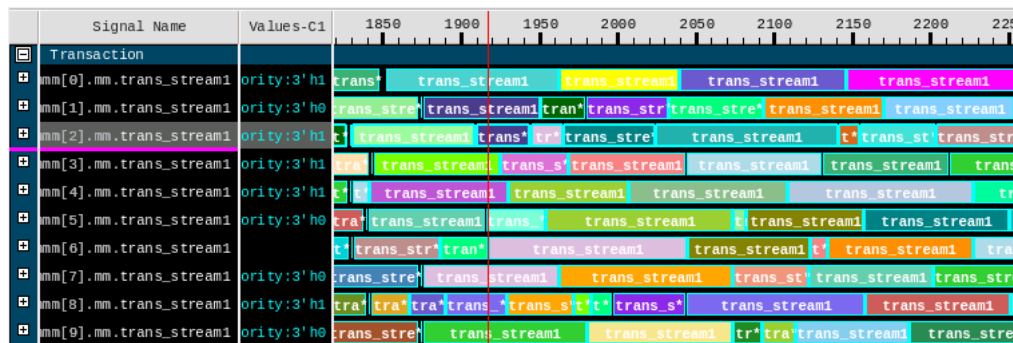 Signal Name Values-C1 1850 1900 1950 2000 2050 2100 2150 2200 225
Transaction
mm[0].mm.trans_stream1 ority:3'h1 trans* trans_stream1 trans_stream1 trans_stream1 trans_stream1
mm[1].mm.trans_stream1 ority:3'h0 trans_stre* trans_stream1 tran* trans_str* trans_stre* trans_stream1 trans_stream1
mm[2].mm.trans_stream1 ority:3'h1 t* trans_stream1 trans* tr* trans_stre* trans_stream1 t* trans_st* trans_str
mm[3].mm.trans_stream1 ority:3'h1 tra* trans_stream1 trans_s* trans_stream1 trans_stream1 trans_stream1 trans
mm[4].mm.trans_stream1 ority:3'h1 t* t* trans_stream1 trans_stream1 trans_stream1 trans_stream1 tr
mm[5].mm.trans_stream1 ority:3'h0 tra* trans_stream1 trans_* trans_stream1 trans_stream1 trans_stream1
mm[6].mm.trans_stream1 t* trans_str* tran* trans_stream1 trans_stream1 t* trans_stream1 tra
mm[7].mm.trans_stream1 ority:3'h0 trans_stre* trans_stream1 trans_stream1 trans_st* trans_stream1 trans_str
mm[8].mm.trans_stream1 ority:3'h1 tra* tra* tra* trans_* trans_s* t* t* trans_s* trans_stream1 trans_stream1
mm[9].mm.trans_stream1 ority:3'h0 trans_stre* trans_stream1 trans_stream1 tr* tra* trans_stream1 trans_stre